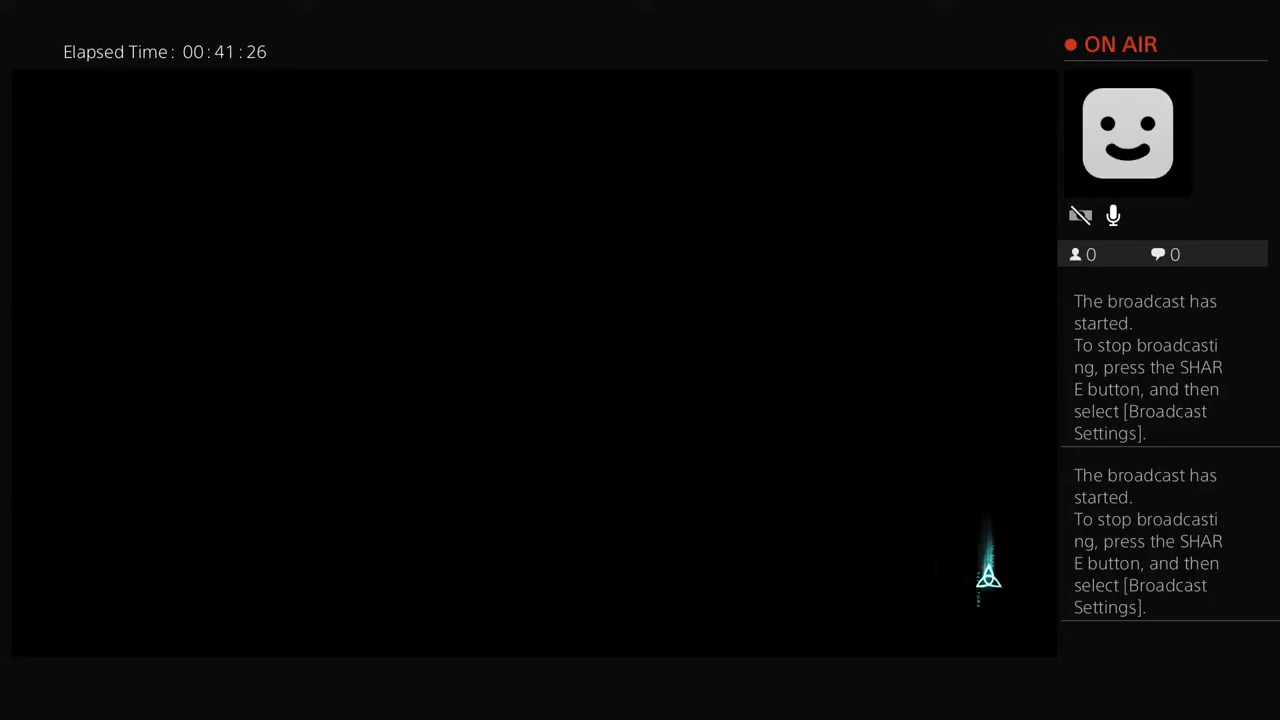 Elapsed Time: 00:41:26
ON AIR
0 0
The broadcast has
started.
To stop broadcasti
ng, press the SHAR
E button, and then
select [Broadcast
Settings].
The broadcast has
started.
To stop broadcasti
ng, press the SHAR
E button, and then
select [Broadcast
Settings].